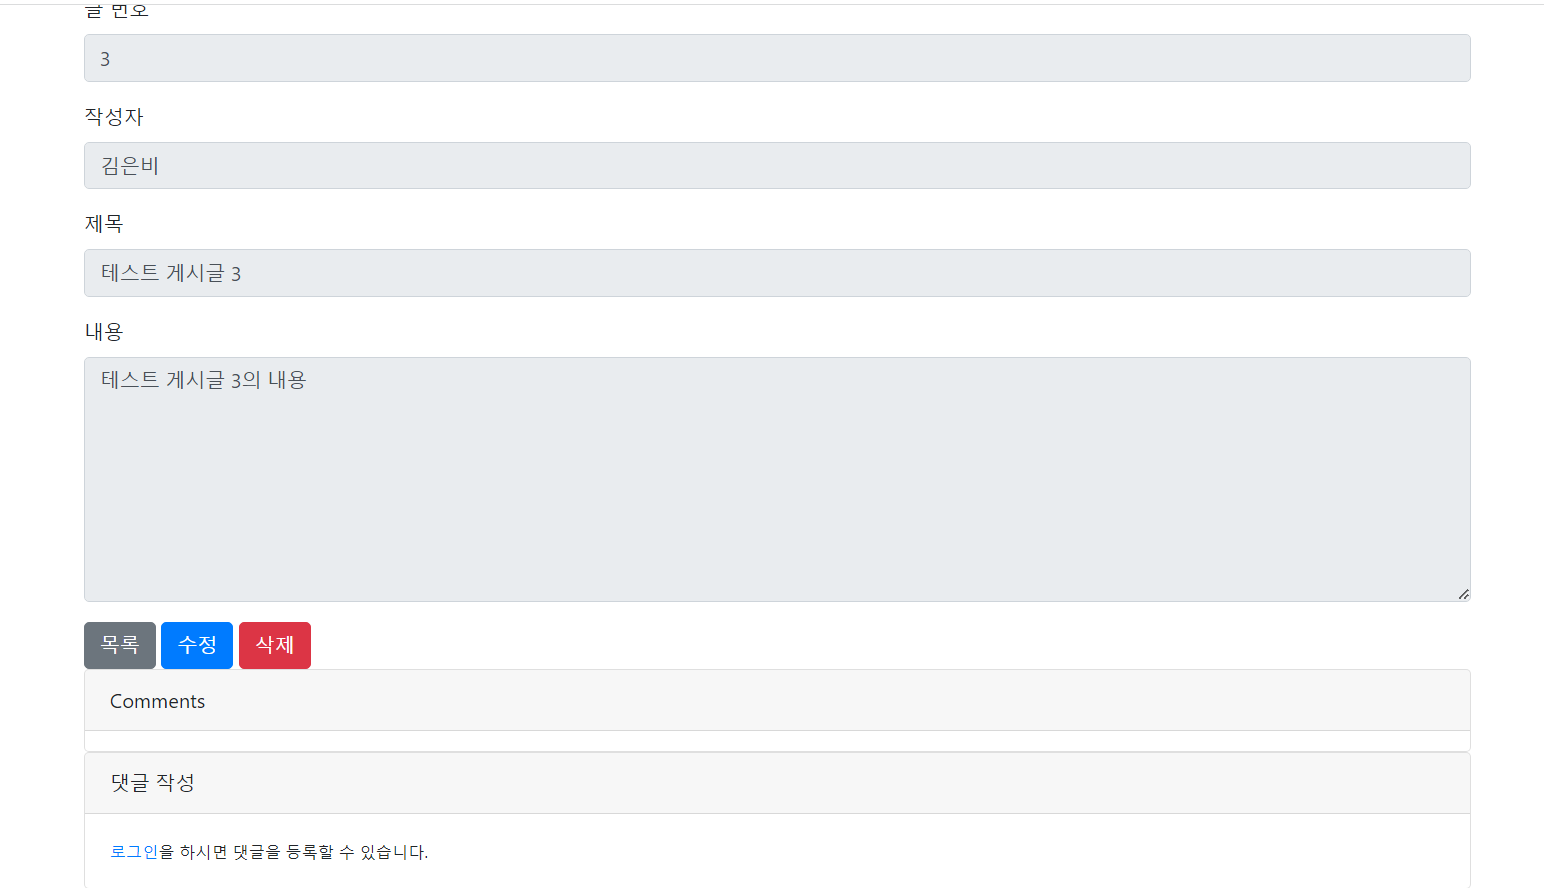 글 번호
3
작성자
김은비
제목
테스트 게시글 3
내용
테스트 게시글 3의 내용
목록 수정 삭제
Comments
댓글 작성
로그인을 하시면 댓글을 등록할 수 있습니다.